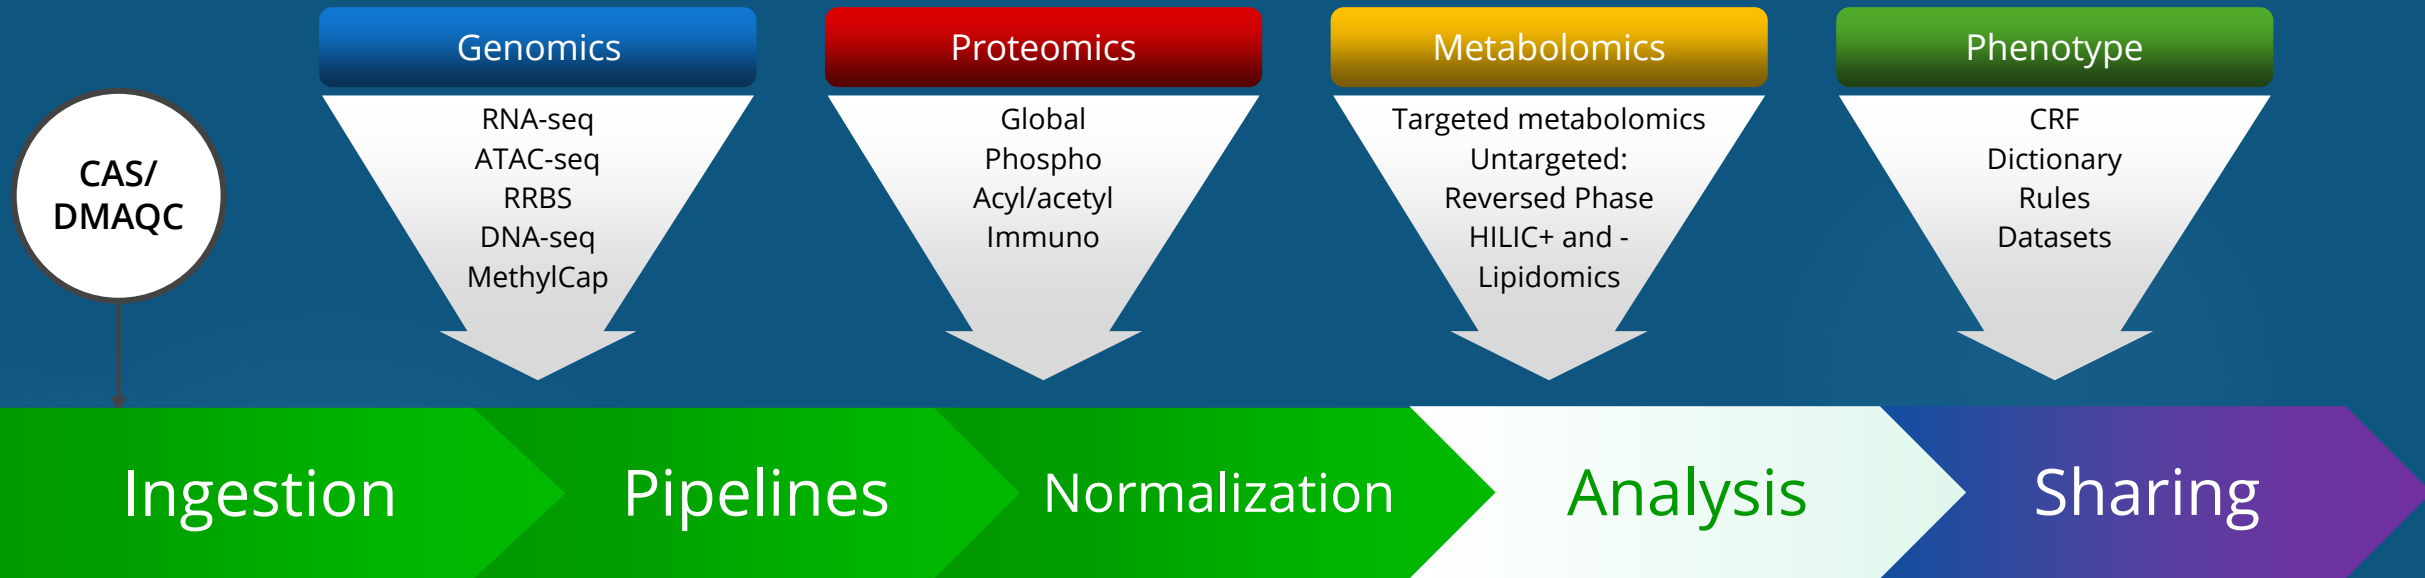 Genomics
Proteomics
Metabolomics
Phenotype
CAS/
DMAQC
RNA-seq
ATAC-seq
RRBS
DNA-seq
MethylCap
Global
Phospho
Acyl/acetyl
Immuno
Targeted metabolomics
Untargeted:
Reversed Phase
HILIC+ and -
Lipidomics
CRF
Dictionary
Rules
Datasets
Ingestion
Pipelines
Normalization
Analysis
Sharing